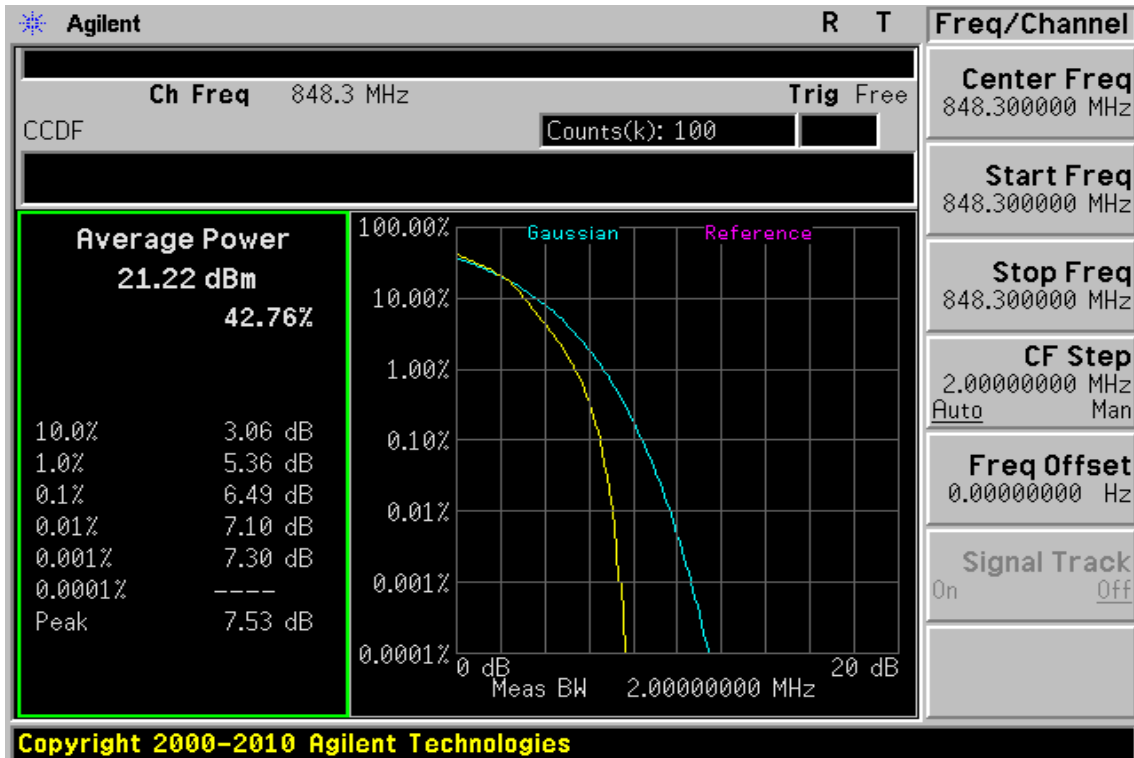 Agilent R T Freq/Channel
Ch Freq 848.3 MHz Trig Free
CCDF Counts(k): 100
Average Power
21.22 dBm
42.76%
10.0% 3.06 dB
1.0% 5.36 dB
0.1% 6.49 dB
0.01% 7.10 dB
0.001% 7.30 dB
0.0001% ----
Peak 7.53 dB
Gaussian Reference
100.00%
10.00%
1.00%
0.10%
0.01%
0.001%
0.0001%
0 dB 20 dB
Meas BW 2.00000000 MHz
Center Freq
848.300000 MHz
Start Freq
848.300000 MHz
Stop Freq
848.300000 MHz
CF Step
2.00000000 MHz
Auto Man
Freq Offset
0.00000000 Hz
Signal Track
On Off
Copyright 2000-2010 Agilent Technologies